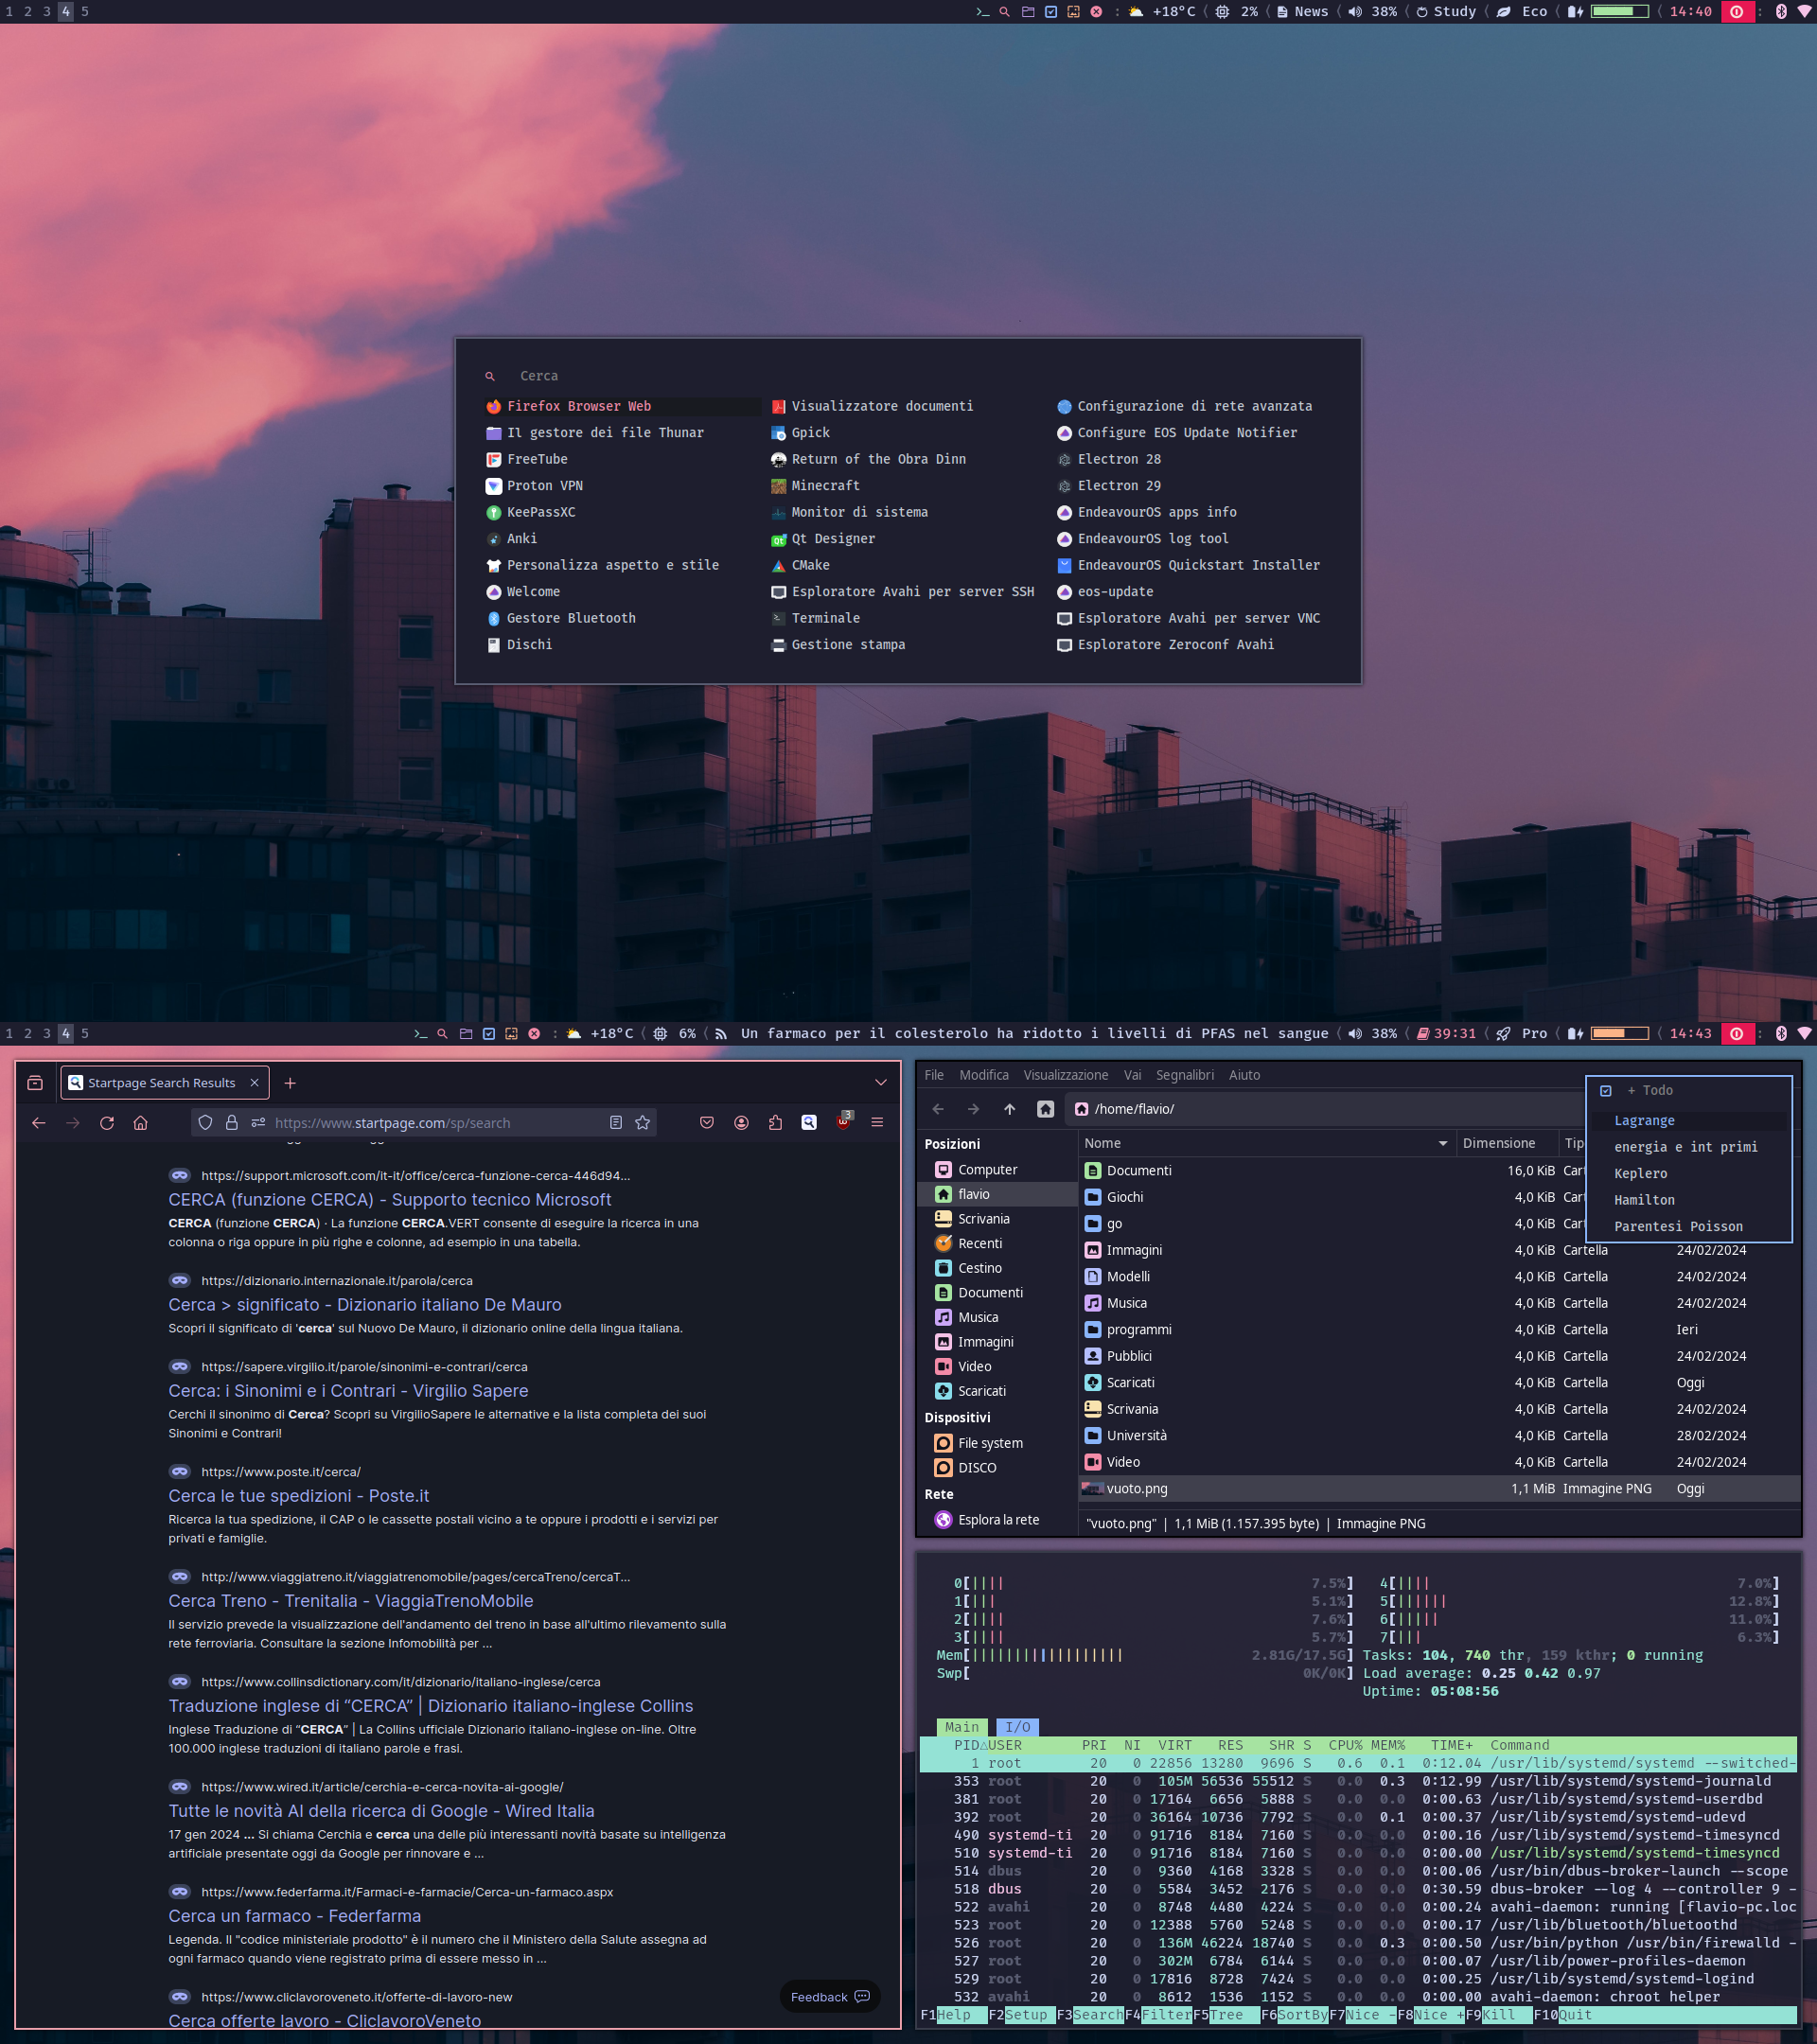 1 2 3 4 5
+18°C 2% News 38% Study Eco 14:40
Cerca
Firefox Browser Web
Il gestore dei file Thunar
FreeTube
Proton VPN
KeePassXC
Anki
Personalizza aspetto e stile
Welcome
Gestore Bluetooth
Dischi
Visualizzatore documenti
Gpick
Return of the Obra Dinn
Minecraft
Monitor di sistema
Qt Designer
CMake
Esploratore Avahi per server SSH
Terminale
Gestione stampa
Configurazione di rete avanzata
Configure EOS Update Notifier
Electron 28
Electron 29
EndeavourOS apps info
EndeavourOS log tool
EndeavourOS Quickstart Installer
eos-update
Esploratore Avahi per server VNC
Esploratore Zeroconf Avahi
1 2 3 4 5
+18°C 6% Un farmaco per il colesterolo ha ridotto i livelli di PFAS nel sangue 38% 39:31 Pro 14:43
Startpage Search Results
https://www.startpage.com/sp/search
3
https://support.microsoft.com/it-it/office/cerca-funzione-cerca-446d94...
CERCA (funzione CERCA) - Supporto tecnico Microsoft
CERCA (funzione CERCA) · La funzione CERCA.VERT consente di eseguire la ricerca in una
colonna o riga oppure in più righe e colonne, ad esempio in una tabella.
https://dizionario.internazionale.it/parola/cerca
Cerca > significato - Dizionario italiano De Mauro
Scopri il significato di 'cerca' sul Nuovo De Mauro, il dizionario online della lingua italiana.
https://sapere.virgilio.it/parole/sinonimi-e-contrari/cerca
Cerca: i Sinonimi e i Contrari - Virgilio Sapere
Cerchi il sinonimo di Cerca? Scopri su VirgilioSapere le alternative e la lista completa dei suoi
Sinonimi e Contrari!
https://www.poste.it/cerca/
Cerca le tue spedizioni - Poste.it
Ricerca la tua spedizione, il CAP o le cassette postali vicino a te oppure i prodotti e i servizi per
privati e famiglie.
http://www.viaggiatreno.it/viaggiatrenomobile/pages/cercaTreno/cercaT...
Cerca Treno - Trenitalia - ViaggiaTrenoMobile
Il servizio prevede la visualizzazione dell'andamento del treno in base all'ultimo rilevamento sulla
rete ferroviaria. Consultare la sezione Infomobilità per ...
https://www.collinsdictionary.com/it/dizionario/italiano-inglese/cerca
Traduzione inglese di “CERCA” | Dizionario italiano-inglese Collins
Inglese Traduzione di “CERCA” | La Collins ufficiale Dizionario italiano-inglese on-line. Oltre
100.000 inglese traduzioni di italiano parole e frasi.
https://www.wired.it/article/cerchia-e-cerca-novita-ai-google/
Tutte le novità AI della ricerca di Google - Wired Italia
17 gen 2024 ... Si chiama Cerchia e cerca una delle più interessanti novità basate su intelligenza
artificiale presentate oggi da Google per rinnovare e ...
https://www.federfarma.it/Farmaci-e-farmacie/Cerca-un-farmaco.aspx
Cerca un farmaco - Federfarma
Legenda. Il "codice ministeriale prodotto" è il numero che il Ministero della Salute assegna ad
ogni farmaco quando viene registrato prima di essere messo in ...
https://www.cliclavoroveneto.it/offerte-di-lavoro-new
Cerca offerte lavoro - CliclavoroVeneto
Feedback
File Modifica Visualizzazione Vai Segnalibri Aiuto
/home/flavio/
Posizioni
Computer
flavio
Scrivania
Recenti
Cestino
Documenti
Musica
Immagini
Video
Scaricati
Dispositivi
File system
DISCO
Rete
Esplora la rete
Nome Dimensione Tip
Documenti 16,0 KiB Cart
Giochi 4,0 KiB Cart
go 4,0 KiB Cart
Immagini 4,0 KiB Cartella 24/02/2024
Modelli 4,0 KiB Cartella 24/02/2024
Musica 4,0 KiB Cartella 24/02/2024
programmi 4,0 KiB Cartella Ieri
Pubblici 4,0 KiB Cartella 24/02/2024
Scaricati 4,0 KiB Cartella Oggi
Scrivania 4,0 KiB Cartella 24/02/2024
Università 4,0 KiB Cartella 28/02/2024
Video 4,0 KiB Cartella 24/02/2024
vuoto.png 1,1 MiB Immagine PNG Oggi
"vuoto.png" | 1,1 MiB (1.157.395 byte) | Immagine PNG
+ Todo
Lagrange
energia e int primi
Keplero
Hamilton
Parentesi Poisson
0[|||| 7.5%] 4[|||| 7.0%]
1[||| 5.1%] 5[|||||| 12.8%]
2[|||| 7.6%] 6[||||| 11.0%]
3[|||| 5.7%] 7[||| 6.3%]
Mem[|||||||||||||||||| 2.81G/17.5G] Tasks: 104, 740 thr, 159 kthr; 0 running
Swp[ 0K/0K] Load average: 0.25 0.42 0.97
Uptime: 05:08:56
Main I/O
PID△USER PRI NI VIRT RES SHR S CPU% MEM% TIME+ Command
1 root 20 0 22856 13280 9696 S 0.6 0.1 0:12.04 /usr/lib/systemd/systemd --switched-
353 root 20 0 105M 56536 55512 S 0.0 0.3 0:12.99 /usr/lib/systemd/systemd-journald
381 root 20 0 17164 6656 5888 S 0.0 0.0 0:00.63 /usr/lib/systemd/systemd-userdbd
392 root 20 0 36164 10736 7792 S 0.0 0.1 0:00.37 /usr/lib/systemd/systemd-udevd
490 systemd-ti 20 0 91716 8184 7160 S 0.0 0.0 0:00.16 /usr/lib/systemd/systemd-timesyncd
510 systemd-ti 20 0 91716 8184 7160 S 0.0 0.0 0:00.00 /usr/lib/systemd/systemd-timesyncd
514 dbus 20 0 9360 4168 3328 S 0.0 0.0 0:00.06 /usr/bin/dbus-broker-launch --scope
518 dbus 20 0 5584 3452 2176 S 0.0 0.0 0:30.59 dbus-broker --log 4 --controller 9 -
522 avahi 20 0 8748 4480 4224 S 0.0 0.0 0:00.24 avahi-daemon: running [flavio-pc.loc
523 root 20 0 12388 5760 5248 S 0.0 0.0 0:00.17 /usr/lib/bluetooth/bluetoothd
526 root 20 0 136M 46224 18740 S 0.0 0.3 0:00.50 /usr/bin/python /usr/bin/firewalld -
527 root 20 0 302M 6784 6144 S 0.0 0.0 0:00.07 /usr/lib/power-profiles-daemon
529 root 20 0 17816 8728 7424 S 0.0 0.0 0:00.25 /usr/lib/systemd/systemd-logind
532 avahi 20 0 8612 1536 1152 S 0.0 0.0 0:00.00 avahi-daemon: chroot helper
F1Help F2Setup F3SearchF4FilterF5Tree F6SortByF7Nice -F8Nice +F9Kill F10Quit